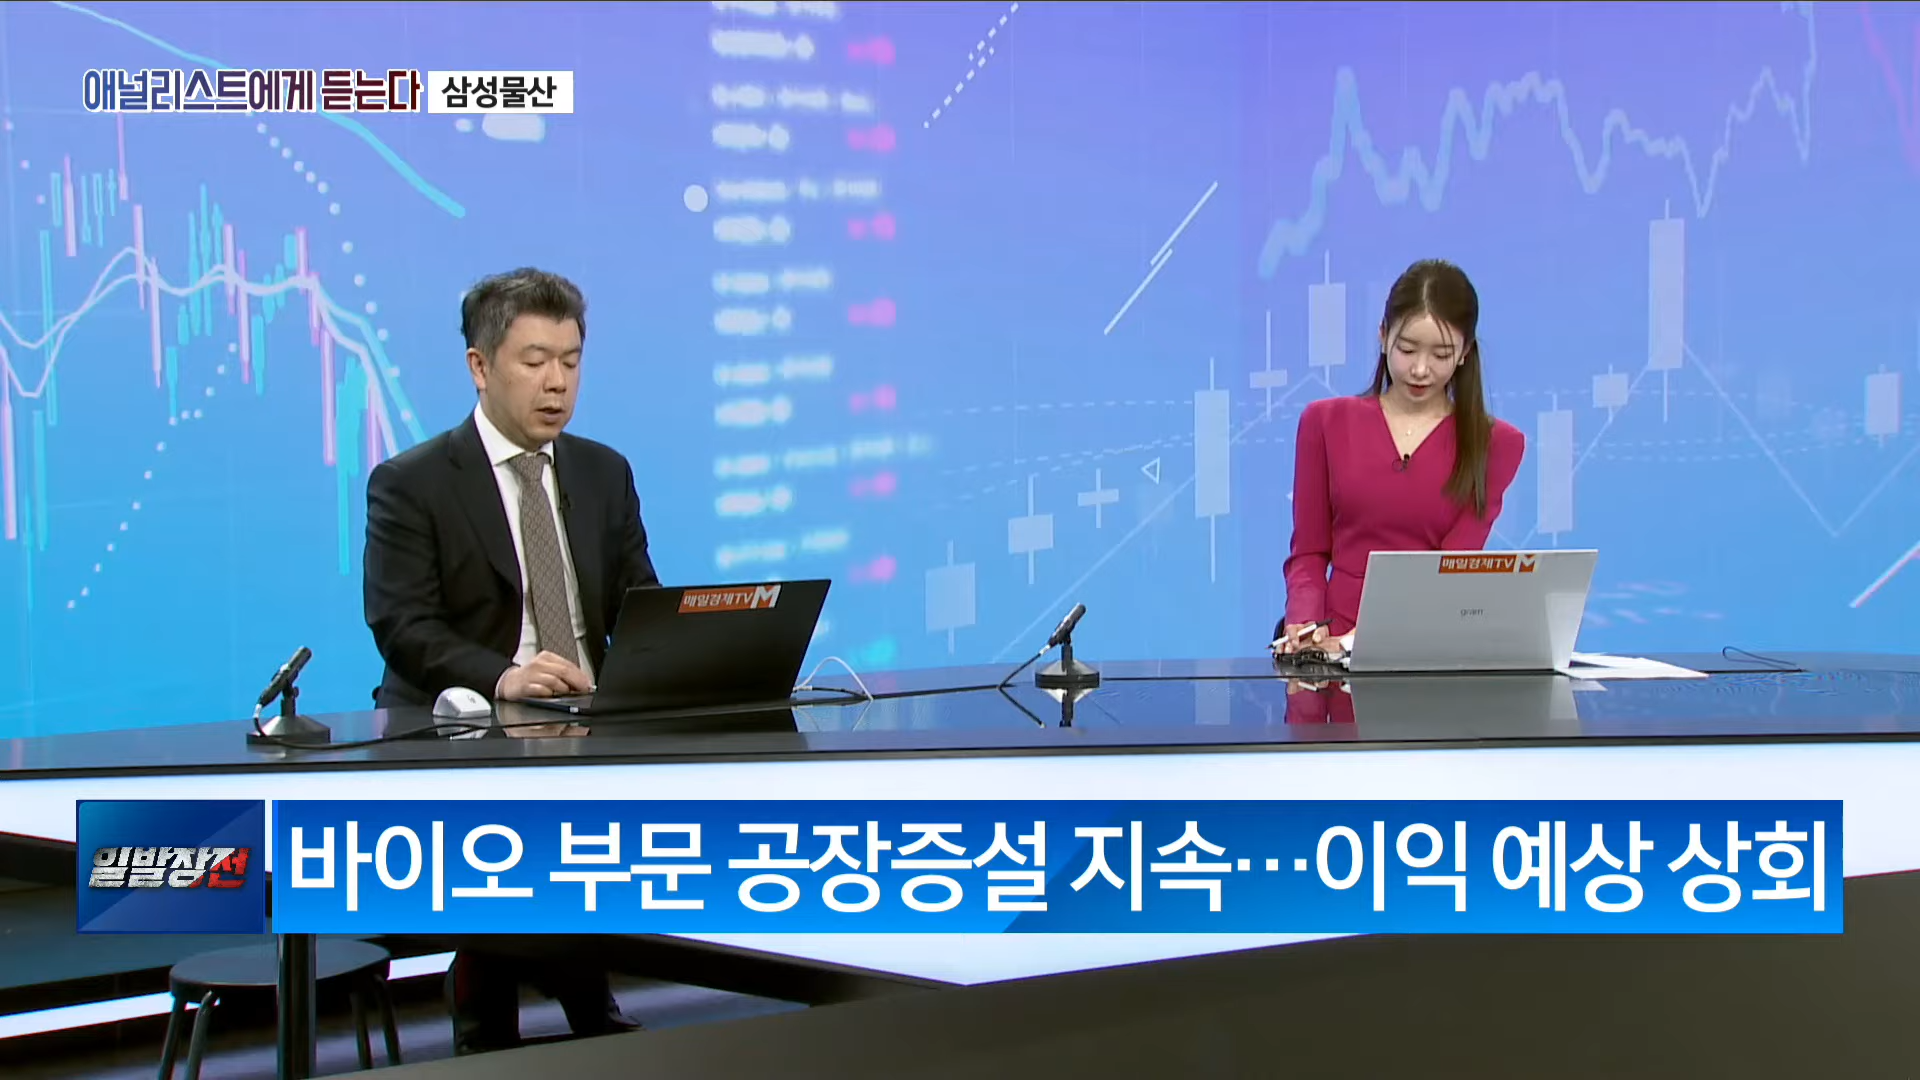 애널리스트에게 듣는다 삼성물산
매일경제TV M
매일경제TV M
gram
일발장전
바이오 부문 공장증설 지속…이익 예상 상회